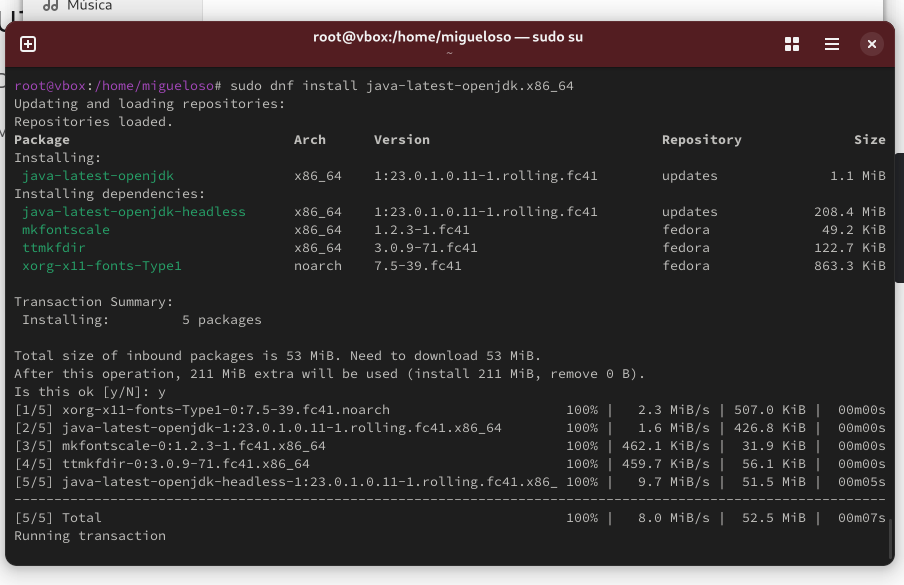 Música
root@vbox:/home/migueloso — sudo su
~
root@vbox:/home/migueloso# sudo dnf install java-latest-openjdk.x86_64
Updating and loading repositories:
Repositories loaded.
Package Arch Version Repository Size
Installing:
java-latest-openjdk x86_64 1:23.0.1.0.11-1.rolling.fc41 updates 1.1 MiB
Installing dependencies:
java-latest-openjdk-headless x86_64 1:23.0.1.0.11-1.rolling.fc41 updates 208.4 MiB
mkfontscale x86_64 1.2.3-1.fc41 fedora 49.2 KiB
ttmkfdir x86_64 3.0.9-71.fc41 fedora 122.7 KiB
xorg-x11-fonts-Type1 noarch 7.5-39.fc41 fedora 863.3 KiB
Transaction Summary:
Installing: 5 packages
Total size of inbound packages is 53 MiB. Need to download 53 MiB.
After this operation, 211 MiB extra will be used (install 211 MiB, remove 0 B).
Is this ok [y/N]: y
[1/5] xorg-x11-fonts-Type1-0:7.5-39.fc41.noarch 100% | 2.3 MiB/s | 507.0 KiB | 00m00s
[2/5] java-latest-openjdk-1:23.0.1.0.11-1.rolling.fc41.x86_64 100% | 1.6 MiB/s | 426.8 KiB | 00m00s
[3/5] mkfontscale-0:1.2.3-1.fc41.x86_64 100% | 462.1 KiB/s | 31.9 KiB | 00m00s
[4/5] ttmkfdir-0:3.0.9-71.fc41.x86_64 100% | 459.7 KiB/s | 56.1 KiB | 00m00s
[5/5] java-latest-openjdk-headless-1:23.0.1.0.11-1.rolling.fc41.x86_ 100% | 9.7 MiB/s | 51.5 MiB | 00m05s
--------------------------------------------------------------------------------------------------------------
[5/5] Total 100% | 8.0 MiB/s | 52.5 MiB | 00m07s
Running transaction